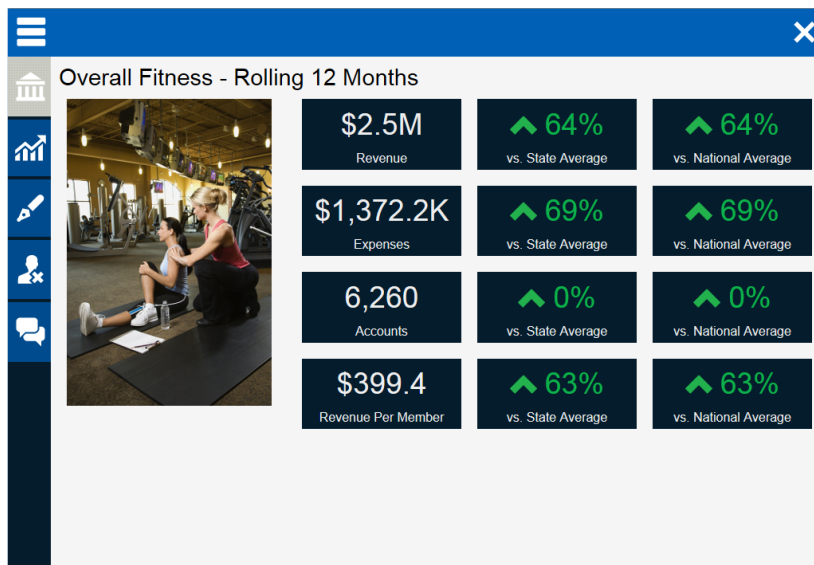 Overall Fitness - Rolling 12 Months
$2.5M
Revenue
64%
vs. State Average
64%
vs. National Average
$1,372.2K
Expenses
69%
vs. State Average
69%
vs. National Average
6,260
Accounts
0%
vs. State Average
0%
vs. National Average
$399.4
Revenue Per Member
63%
vs. State Average
63%
vs. National Average